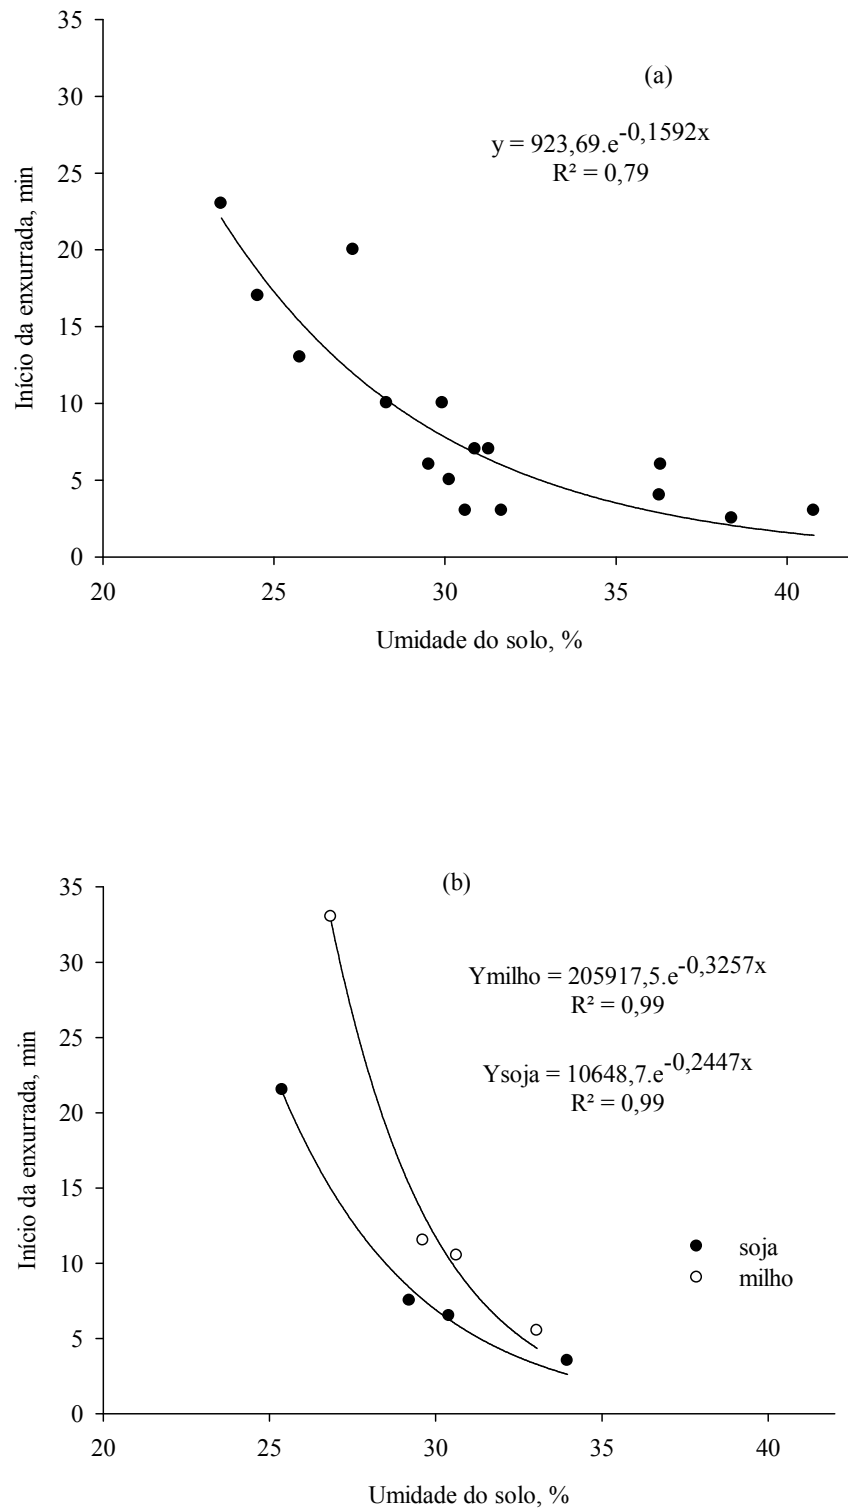 35
(a)
30
y = 923,69.e-0,1592x
R² = 0,79
25
20
15
10
5
0
Início da enxurrada, min
20 25 30 35 40
Umidade do solo, %
35
(b)
30
Ymilho = 205917,5.e-0,3257x
R² = 0,99
25
Ysoja = 10648,7.e-0,2447x
R² = 0,99
20
15
10
5
0
Início da enxurrada, min
soja
milho
20 25 30 35 40
Umidade do solo, %